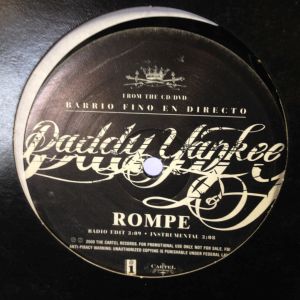 FROM THE CD/DVD
BARRIO FINO EN DIRECTO
Daddy Yankee
ROMPE
RADIO EDIT 3:09 • INSTRUMENTAL 3:08
℗ © 2005 THE CARTEL RECORDS. FOR PROMOTIONAL USE ONLY NOT FOR SALE. FBI
ANTI-PIRACY WARNING: UNAUTHORIZED COPYING IS PUNISHABLE UNDER FEDERAL LAW
CARTEL